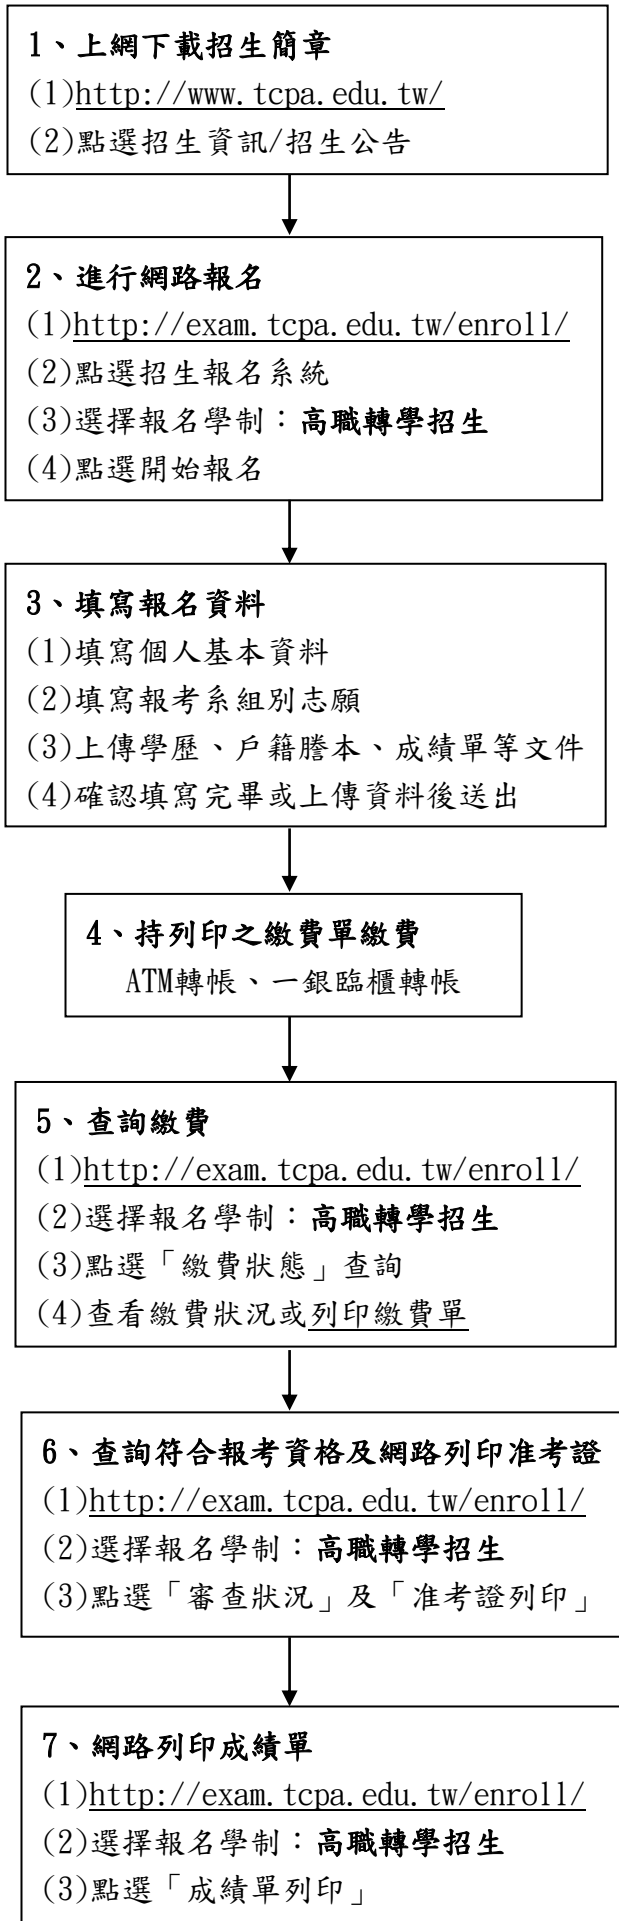 1、上網下載招生簡章
(1)http://www.tcpa.edu.tw/
(2)點選招生資訊/招生公告
2、進行網路報名
(1)http://exam.tcpa.edu.tw/enroll/
(2)點選招生報名系統
(3)選擇報名學制：高職轉學招生
(4)點選開始報名
3、填寫報名資料
(1)填寫個人基本資料
(2)填寫報考系組別志願
(3)上傳學歷、戶籍謄本、成績單等文件
(4)確認填寫完畢或上傳資料後送出
4、持列印之繳費單繳費
ATM轉帳、一銀臨櫃轉帳
5、查詢繳費
(1)http://exam.tcpa.edu.tw/enroll/
(2)選擇報名學制：高職轉學招生
(3)點選「繳費狀態」查詢
(4)查看繳費狀況或列印繳費單
6、查詢符合報考資格及網路列印准考證
(1)http://exam.tcpa.edu.tw/enroll/
(2)選擇報名學制：高職轉學招生
(3)點選「審查狀況」及「准考證列印」
7、網路列印成績單
(1)http://exam.tcpa.edu.tw/enroll/
(2)選擇報名學制：高職轉學招生
(3)點選「成績單列印」